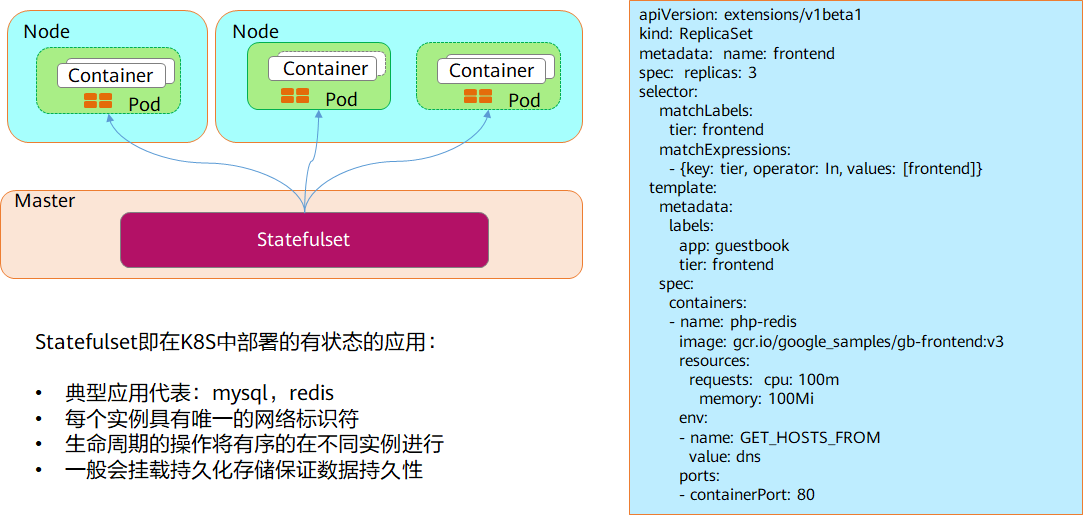 Node
Container
Pod
Node
Container
Pod
Container
Pod
Master
Statefulset
Statefulset即在K8S中部署的有状态的应用：
• 典型应用代表：mysql，redis
• 每个实例具有唯一的网络标识符
• 生命周期的操作将有序的在不同实例进行
• 一般会挂载持久化存储保证数据持久性
apiVersion: extensions/v1beta1
kind: ReplicaSet
metadata:  name: frontend
spec:  replicas: 3
selector:
    matchLabels:
      tier: frontend
    matchExpressions:
      - {key: tier, operator: In, values: [frontend]}
  template:
    metadata:
      labels:
        app: guestbook
        tier: frontend
    spec:
      containers:
      - name: php-redis
        image: gcr.io/google_samples/gb-frontend:v3
        resources:
          requests:  cpu: 100m
            memory: 100Mi
        env:
        - name: GET_HOSTS_FROM
          value: dns
        ports:
        - containerPort: 80